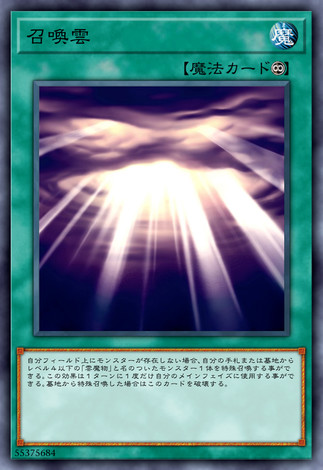 召喚雲
魔
【魔法カード】
自分フィールド上にモンスターが存在しない場合、自分の手札または墓地から
レベル４以下の「雲魔物」と名のついたモンスター１体を特殊召喚する事がで
きる。この効果は１ターンに１度だけ自分のメインフェイズに使用する事がで
きる。墓地から特殊召喚した場合はこのカードを破壊する。
55375684